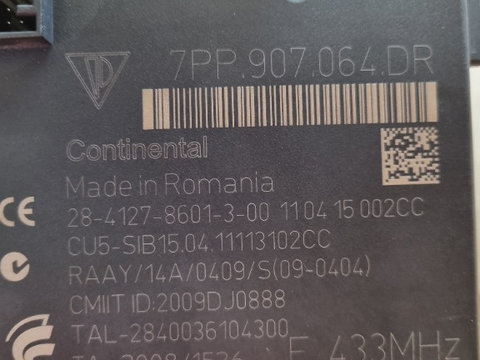 7PP.907.064.DR
Continental
Made in Romania
28-4127-8601-3-00 11 04 15 002CC
CU5-SIB15.04.11113102CC
RAAY/14A/0409/S(09-0404)
CMIIT ID:2009DJ0888
TAL-2840036104300
F 433MHz